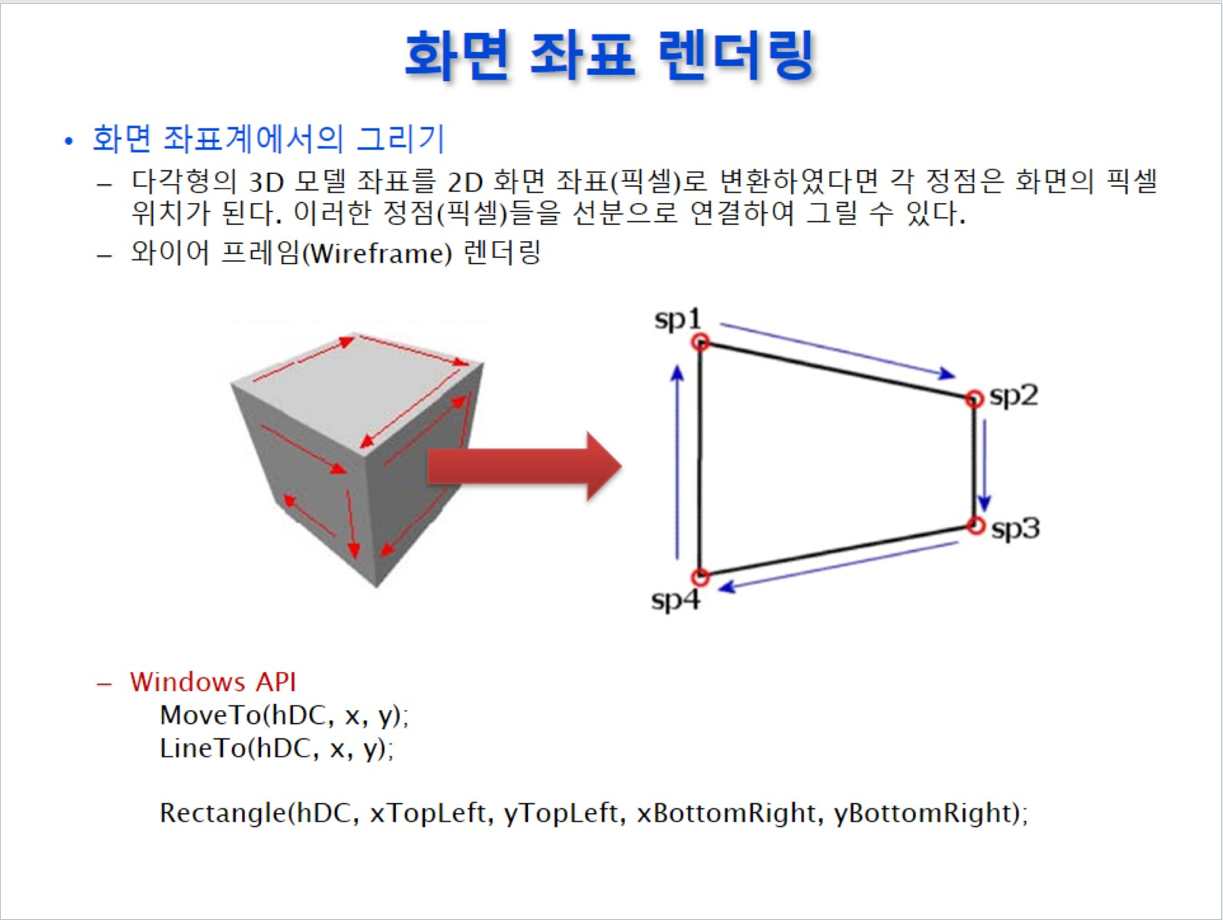 화면 좌표 렌더링
• 화면 좌표계에서의 그리기
– 다각형의 3D 모델 좌표를 2D 화면 좌표(픽셀)로 변환하였다면 각 정점은 화면의 픽셀
위치가 된다. 이러한 정점(픽셀)들을 선분으로 연결하여 그릴 수 있다.
– 와이어 프레임(Wireframe) 렌더링
sp1
sp2
sp3
sp4
– Windows API
MoveTo(hDC, x, y);
LineTo(hDC, x, y);
Rectangle(hDC, xTopLeft, yTopLeft, xBottomRight, yBottomRight);